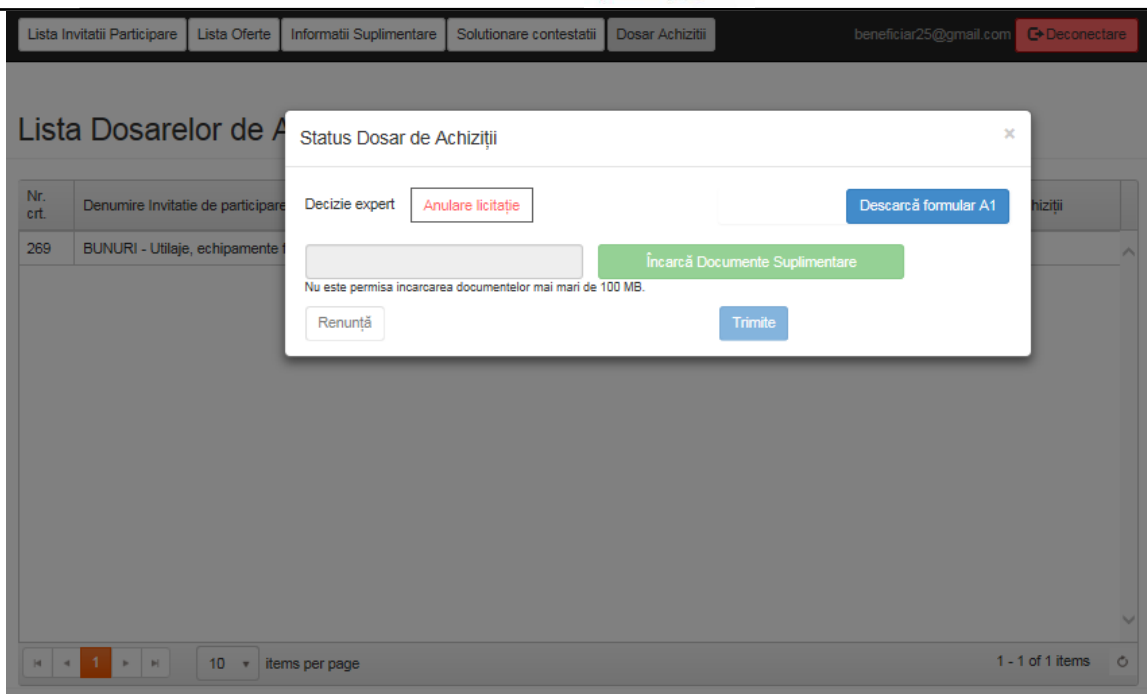 Lista Invitatii Participare Lista Oferte Informatii Suplimentare Solutionare contestatii Dosar Achizitii beneficiar25@gmail.com Deconectare
Lista Dosarelor de A
Status Dosar de Achiziții ×
Nr. crt. Denumire Invitatie de participare hiziții
Decizie expert Anulare licitație Descarcă formular A1
269 BUNURI - Utilaje, echipamente f
Încarcă Documente Suplimentare
Nu este permisa incarcarea documentelor mai mari de 100 MB.
Renunță Trimite
1 10 items per page 1 - 1 of 1 items